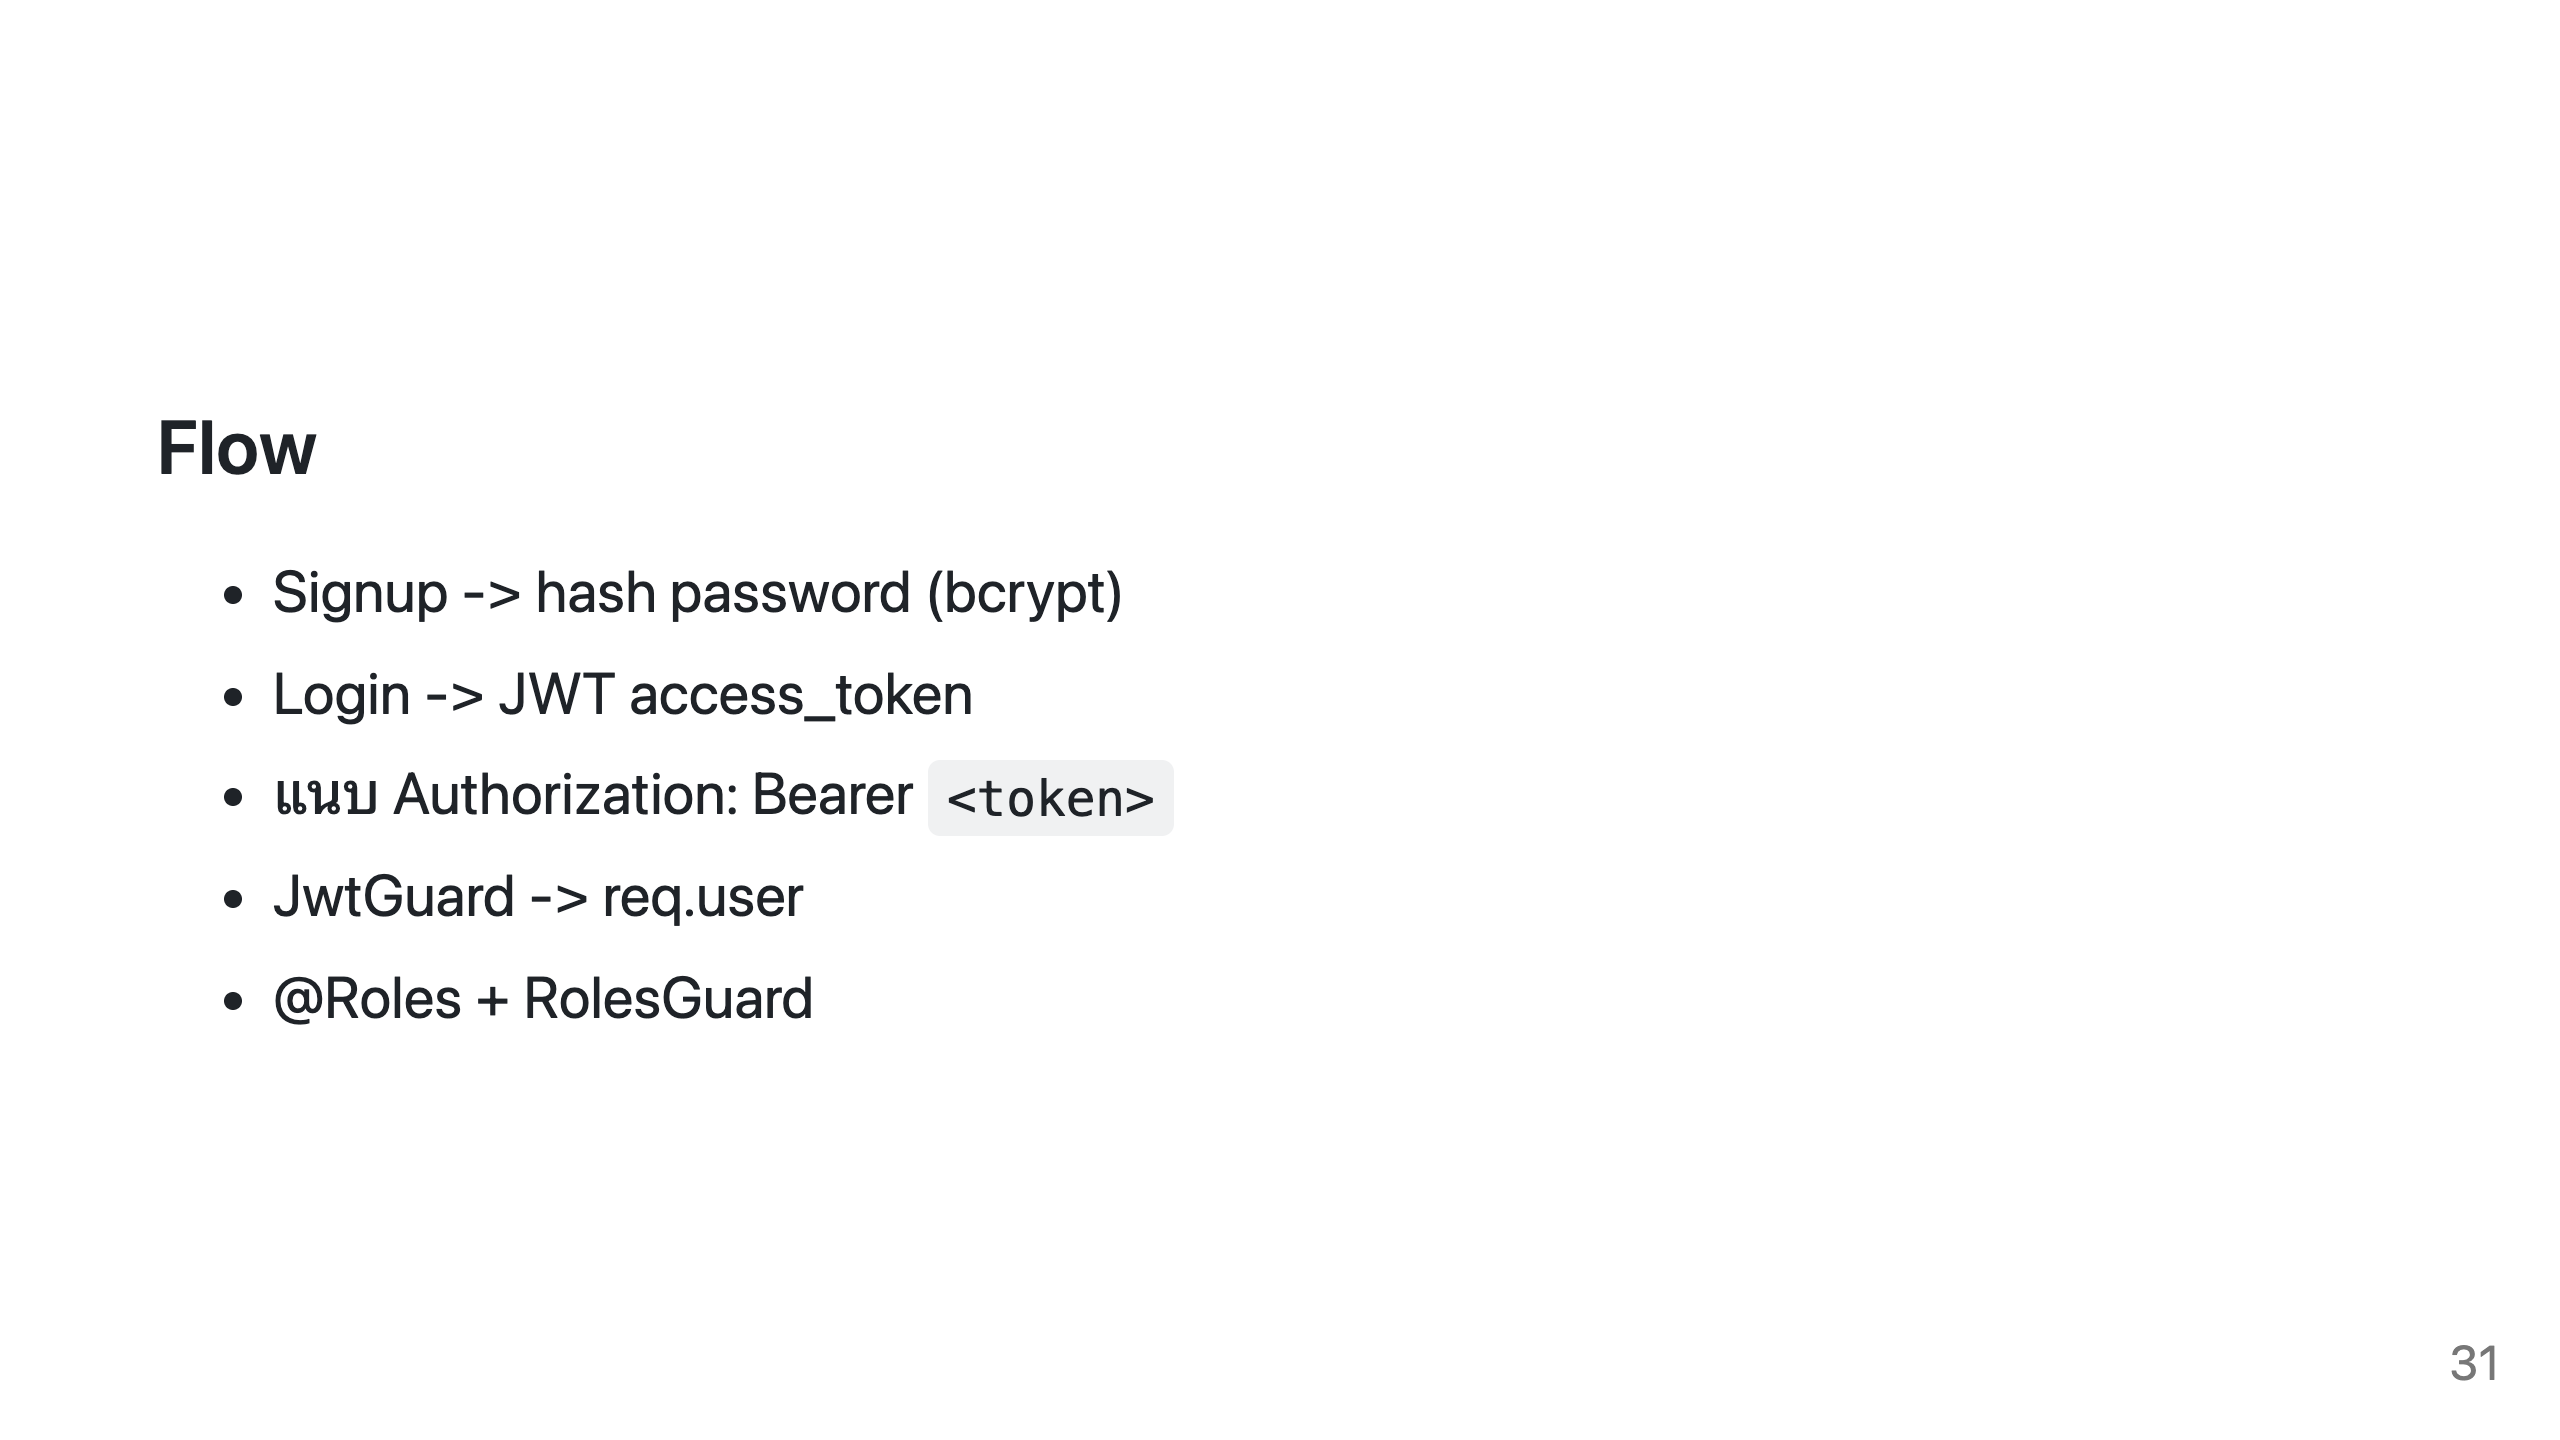 Flow
• Signup -> hash password (bcrypt)
• Login -> JWT access_token
• แนบ Authorization: Bearer <token>
• JwtGuard -> req.user
• @Roles + RolesGuard
31